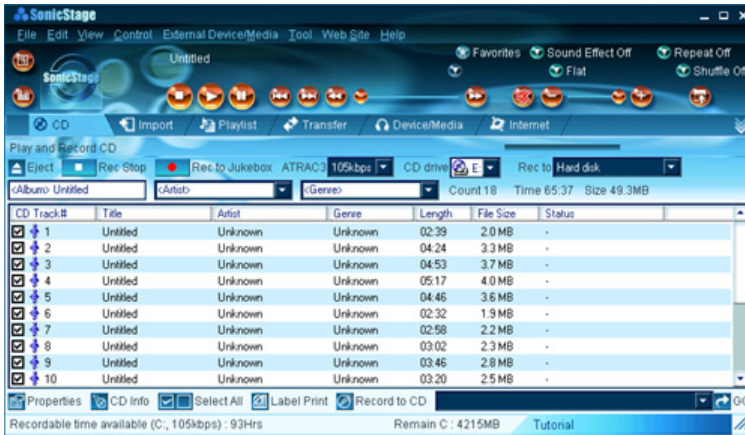 SonicStage
File Edit View Control External Device/Media Tool Web Site Help
Untitled
Favorites Sound Effect Off Repeat Off
SonicStage
Flat Shuffle Of
CD Import Playlist Transfer Device/Media Internet
Play and Record CD
Eject Rec Stop Rec to Jukebox ATRAC3 105kbps CD drive E: Rec to Hard disk
<Album> Untitled <Artist> <Genre> Count 18 Time 65:37 Size 49.3MB
CD Track# Title Artist Genre Length File Size Status
1 Untitled Unknown Unknown 02:39 2.0 MB -
2 Untitled Unknown Unknown 04:24 3.3 MB -
3 Untitled Unknown Unknown 04:53 3.7 MB -
4 Untitled Unknown Unknown 05:17 4.0 MB -
5 Untitled Unknown Unknown 04:46 3.6 MB -
6 Untitled Unknown Unknown 02:32 1.9 MB -
7 Untitled Unknown Unknown 02:58 2.2 MB -
8 Untitled Unknown Unknown 03:02 2.3 MB -
9 Untitled Unknown Unknown 03:46 2.8 MB -
10 Untitled Unknown Unknown 03:20 2.5 MB -
Properties CD Info Select All Label Print Record to CD GO
Recordable time available (C:, 105kbps) : 93Hrs Remain C : 4215MB Tutorial